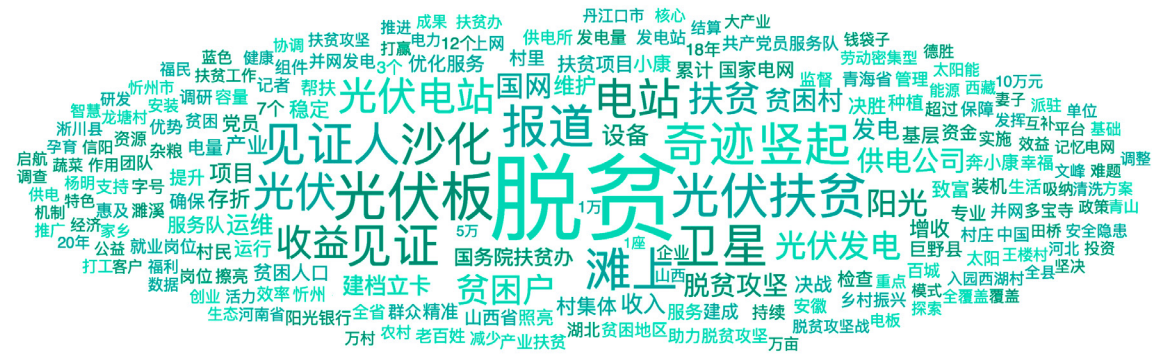 丹江口市 核心
推进 成果 扶贫办 结算 大产业
协调 扶贫攻坚 打赢 电力 12个 上网 供电所 发电量 发电站 18年 共产党员服务队 钱袋子
蓝色 健康 组件 并网发电 3个 优化服务 村里 扶贫项目 小康 累计 国家电网 劳动密集型 德胜
福民 扶贫工作 记者 帮扶 光伏电站 国网 维护 电站 扶贫 贫困村 监督 青海省 管理 太阳能
忻州市 研发 安装 调研 容量 7个 稳定 报道 设备 奇迹 竖起 决胜 种植 能源 西藏 10万元
智慧 龙塘村 优势 贫困 党员 见证人 沙化 发电 超过 保障 妻子 派驻 单位
淅川县 信阳 资源 电量 产业 基层 资金 实施 发挥 互补 平台 基础
孕育 杂粮 供电公司 效益 记忆电网
启航 蔬菜 作用 团队 项目 光伏 光伏板 脱贫 光伏扶贫 阳光 奔小康 幸福 文峰 难题 调整
调查 提升 致富 装机 生活 吸纳 清洗 方案
供电 杨明 支持 字号 确保 存折 1万 专业 并网 多宝寺 政策 青山
机制 特色 惠及 濉溪 服务队 运维 收益 见证 5万 1座 卫星 光伏发电 增收 村庄 中国 田桥 安全隐患
推广 经济 家乡 国务院扶贫办 滩上 企业 巨野县 太阳 王楼村 河北 投资
20年 公益 就业岗位 村民 运行 山西 脱贫攻坚 决战 检查 重点 百城 入园 西湖村 全县 坚决
打工 客户 福利 岗位 擦亮 贫困人口 建档立卡 贫困户 模式 全覆盖 覆盖
数据 创业 活力 效率 忻州 村集体 收入 服务 建成 持续 安徽 乡村振兴 探索
生态 河南省 阳光银行 全省 群众 精准 山西省 照亮 湖北 贫困地区 助力脱贫攻坚 脱贫攻坚战 电板
万村 农村 老百姓 减少 产业扶贫 万亩